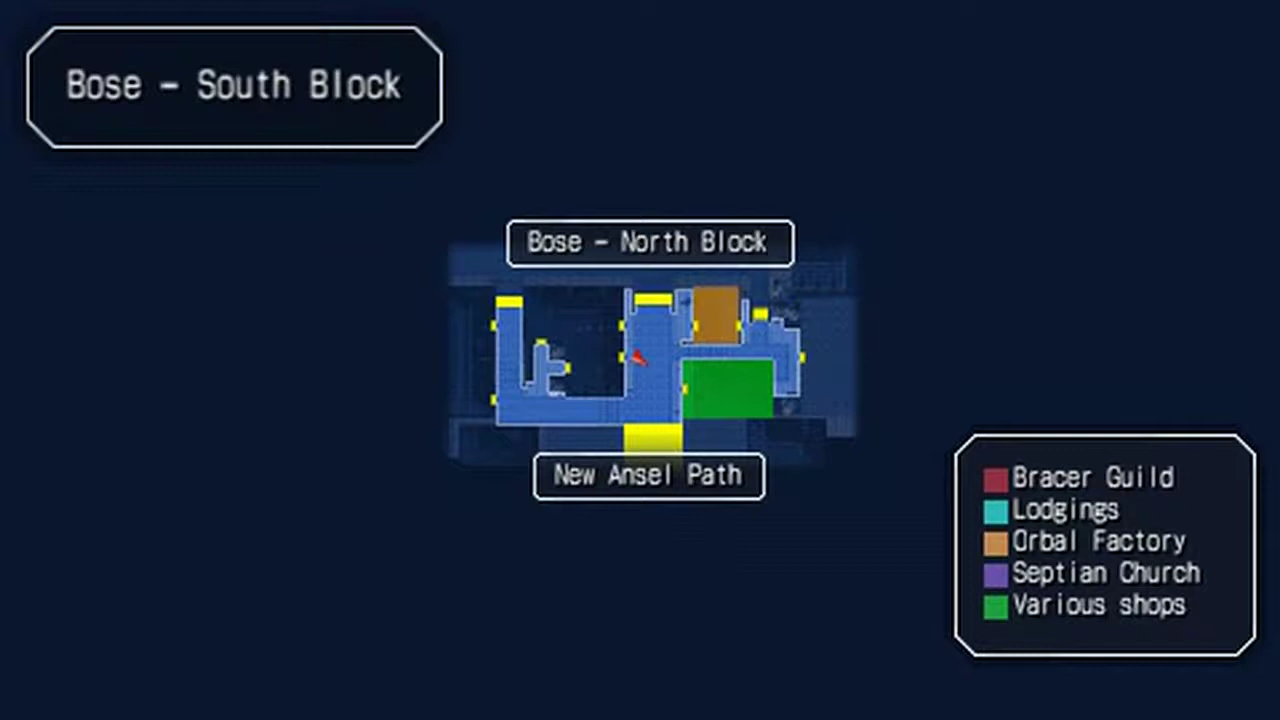 Bose - South Block
Bose - North Block
New Ansel Path
Bracer Guild
Lodgings
Orbal Factory
Septian Church
Various shops